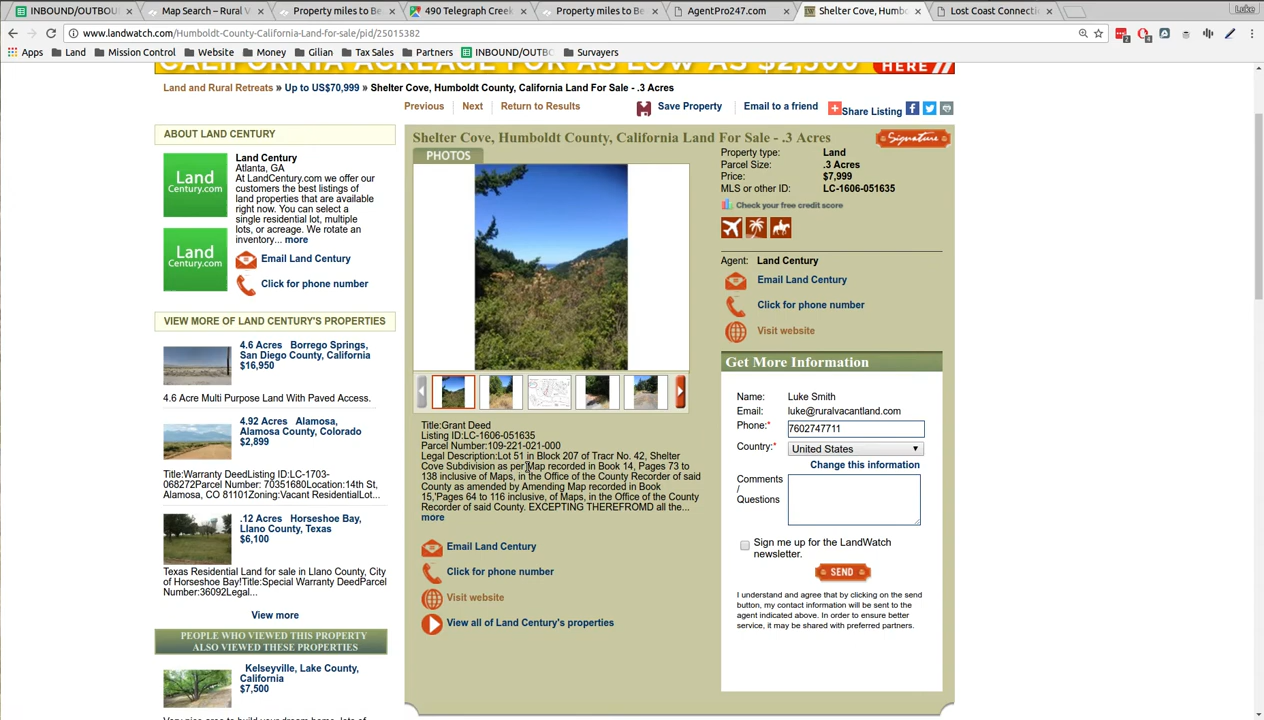 INBOUND/OUTBO
Map Search – Rural V
Property miles to Be
490 Telegraph Creek
Property miles to Be
AgentPro247.com
Shelter Cove, Humbo
Lost Coast Connecti
Luke
www.landwatch.com/Humboldt-County-California-Land-for-sale/pid/25015382
Apps Land Mission Control Website Money Gilian Tax Sales Partners INBOUND/OUTBO Survayers
CALIFORNIA ACREAGE FOR AS LOW AS $2,500 HERE
Land and Rural Retreats » Up to US$70,999 » Shelter Cove, Humboldt County, California Land For Sale - .3 Acres
Previous Next Return to Results Save Property Email to a friend Share Listing
ABOUT LAND CENTURY
Land
Century.com
Land
Century.com
Land Century
Atlanta, GA
At LandCentury.com we offer our
customers the best listings of
land properties that are available
right now. You can select a
single residential lot, multiple
lots, or acreage. We rotate an
inventory... more
Email Land Century
Click for phone number
VIEW MORE OF LAND CENTURY'S PROPERTIES
4.6 Acres Borrego Springs,
San Diego County, California
$16,950
4.6 Acre Multi Purpose Land With Paved Access.
4.92 Acres Alamosa,
Alamosa County, Colorado
$2,899
Title:Warranty DeedListing ID:LC-1703-
068272Parcel Number: 70351680Location:14th St,
Alamosa, CO 81101Zoning:Vacant ResidentialLot...
.12 Acres Horseshoe Bay,
Llano County, Texas
$6,100
Texas Residential Land for sale in Llano County, City
of Horseshoe Bay!Title:Special Warranty DeedParcel
Number:36092Legal...
View more
PEOPLE WHO VIEWED THIS PROPERTY
ALSO VIEWED THESE PROPERTIES
Kelseyville, Lake County,
California
$7,500
Shelter Cove, Humboldt County, California Land For Sale - .3 Acres
Signature
PHOTOS
Title:Grant Deed
Listing ID:LC-1606-051635
Parcel Number:109-221-021-000
Legal Description:Lot 51 in Block 207 of Tracr No. 42, Shelter
Cove Subdivision as per Map recorded in Book 14, Pages 73 to
138 inclusive of Maps, in the Office of the County Recorder of said
County as amended by Amending Map recorded in Book
15,'Pages 64 to 116 inclusive, of Maps, in the Office of the County
Recorder of said County. EXCEPTING THEREFROMD all the...
more
Email Land Century
Click for phone number
Visit website
View all of Land Century's properties
Property type: Land
Parcel Size: .3 Acres
Price: $7,999
MLS or other ID: LC-1606-051635
Check your free credit score
Agent: Land Century
Email Land Century
Click for phone number
Visit website
Get More Information
Name: Luke Smith
Email: luke@ruralvacantland.com
Phone:* 7602747711
Country:* United States
Change this information
Comments
/
Questions
Sign me up for the LandWatch
newsletter.
SEND
I understand and agree that by clicking on the send
button, my contact information will be sent to the
agent indicated above. In order to ensure better
service, it may be shared with preferred partners.